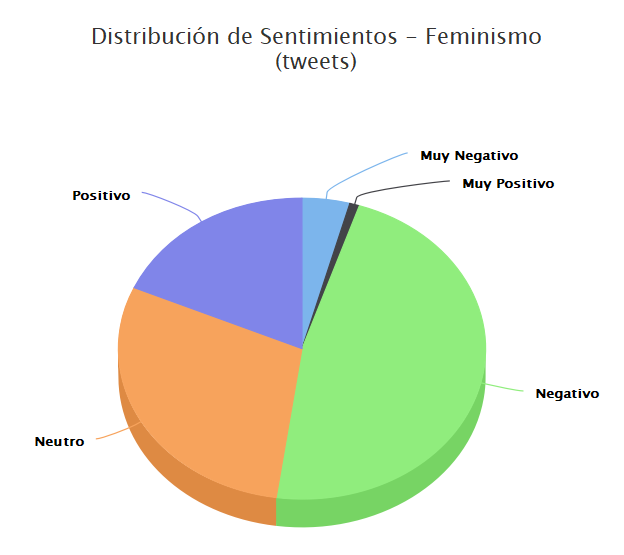 Distribución de Sentimientos - Feminismo
(tweets)
Muy Negativo
Muy Positivo
Positivo
Negativo
Neutro